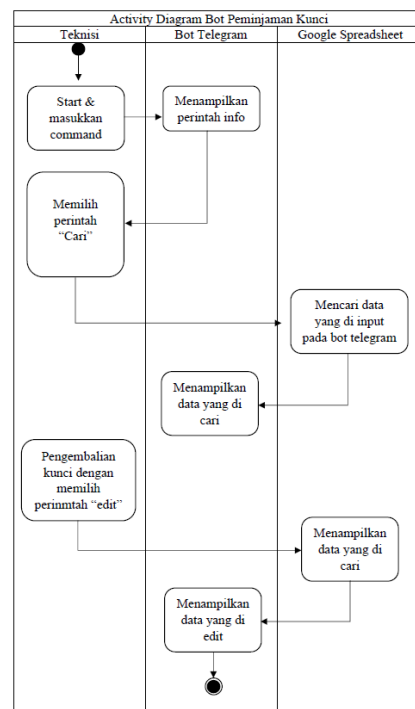 Activity Diagram Bot Peminjaman Kunci
Teknisi
Bot Telegram
Google Spreadsheet
Start &
masukkan
command
Menampilkan
perintah info
Memilih
perintah
“Cari”
Mencari data
yang di input
pada bot telegram
Menampilkan
data yang di
cari
Pengembalian
kunci dengan
memilih
perinmtah “edit”
Menampilkan
data yang di
cari
Menampilkan
data yang di
edit